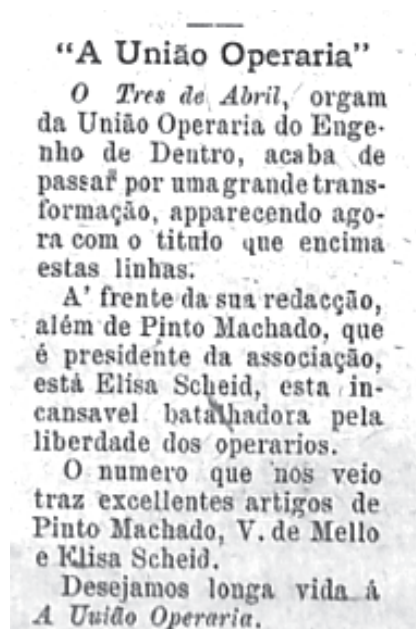 “A União Operaria”
O Tres de Abril, orgam
da União Operaria do Enge-
nho de Dentro, acaba de
passar por uma grande trans-
formação, apparecendo ago-
ra com o titulo que encima
estas linhas.
A' frente da sua redacção,
além de Pinto Machado, que
é presidente da associação,
está Elisa Scheid, esta in-
cansavel batalhadora pela
liberdade dos operarios.
O numero que nos veio
traz excellentes artigos de
Pinto Machado, V. de Mello
e Elisa Scheid.
Desejamos longa vida á
A União Operaria.